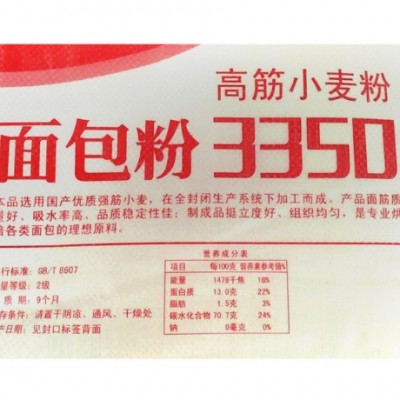 高筋小麦粉
面包粉 3350
本品选用国产优质强筋小麦，在全封闭生产系统下加工而成。产品面筋质
量好、吸水率高、品质稳定性佳；制成品挺立度好、组织均匀，是专业烘
焙各类面包的理想原料。
营养成分表
行标准：GB/T 8607
项目 每100克 营养素参考值%
量等级：2级
能量 1478千焦 18%
质 期：9个月
蛋白质 13.0克 22%
脂肪 1.5克 3%
存条件：请置于阴凉、通风、干燥处
碳水化合物 70.7克 24%
产日期：见封口标签背面
钠 0毫克 0%